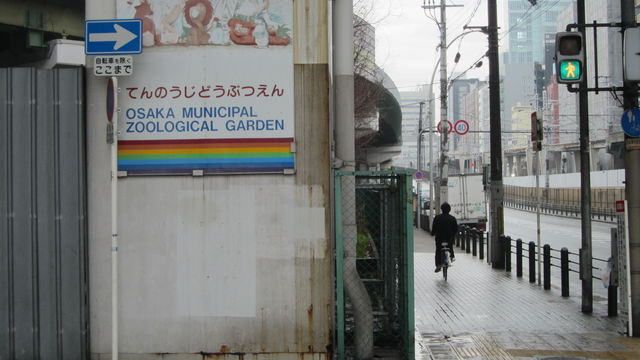 自転車を除く
ここまで
てんのうじどうぶつえん
OSAKA MUNICIPAL
ZOOLOGICAL GARDEN
40